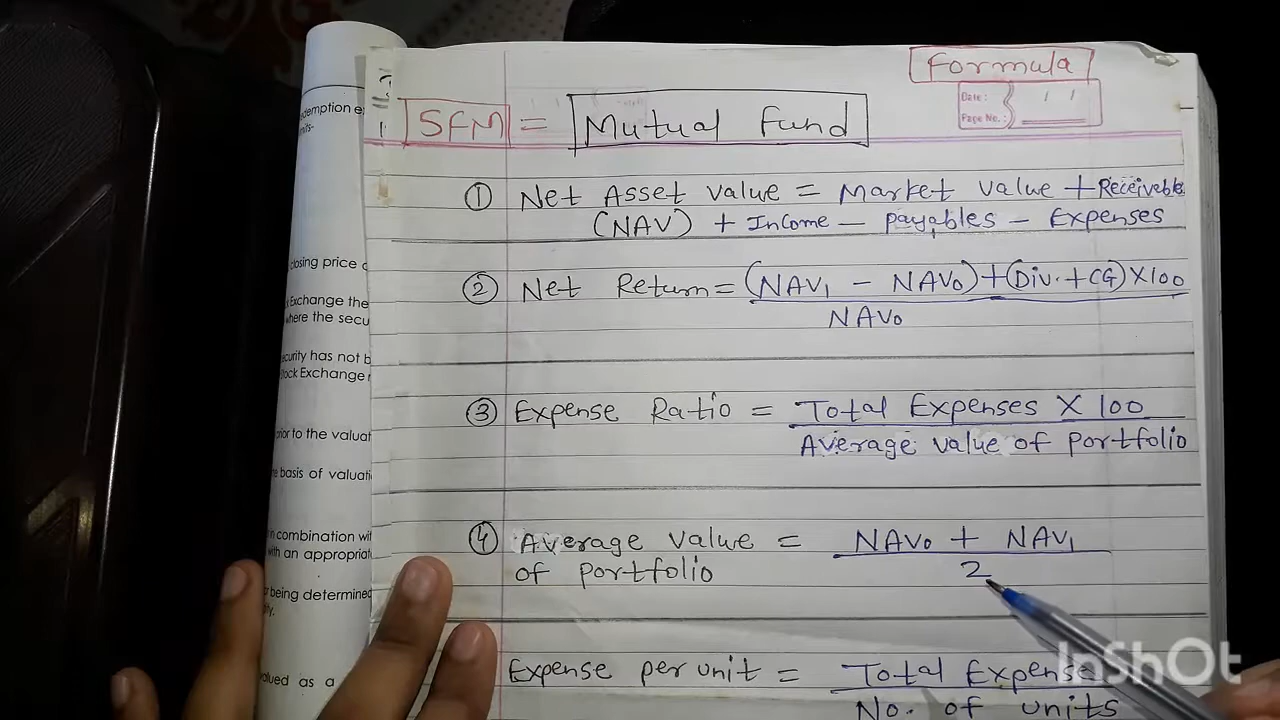 Formula
Date: / /
Page No.:
SFM = Mutual Fund
① Net Asset Value = Market Value + Receivable
(NAV) + Income – Payables – Expenses
② Net Return = (NAV₁ – NAV₀) + (Div. + CG) X 100
NAV₀
③ Expense Ratio = Total Expenses X 100
Average value of portfolio
④ Average value = NAV₀ + NAV₁
of portfolio 2
Expense per unit = Total Expense
No. of units
closing price
Exchange the
where the secu
ecurity has not b
tock Exchange
rior to the valuat
basis of valuati
n combination wit
with an appropriat
being determined
alued as a
InShOt